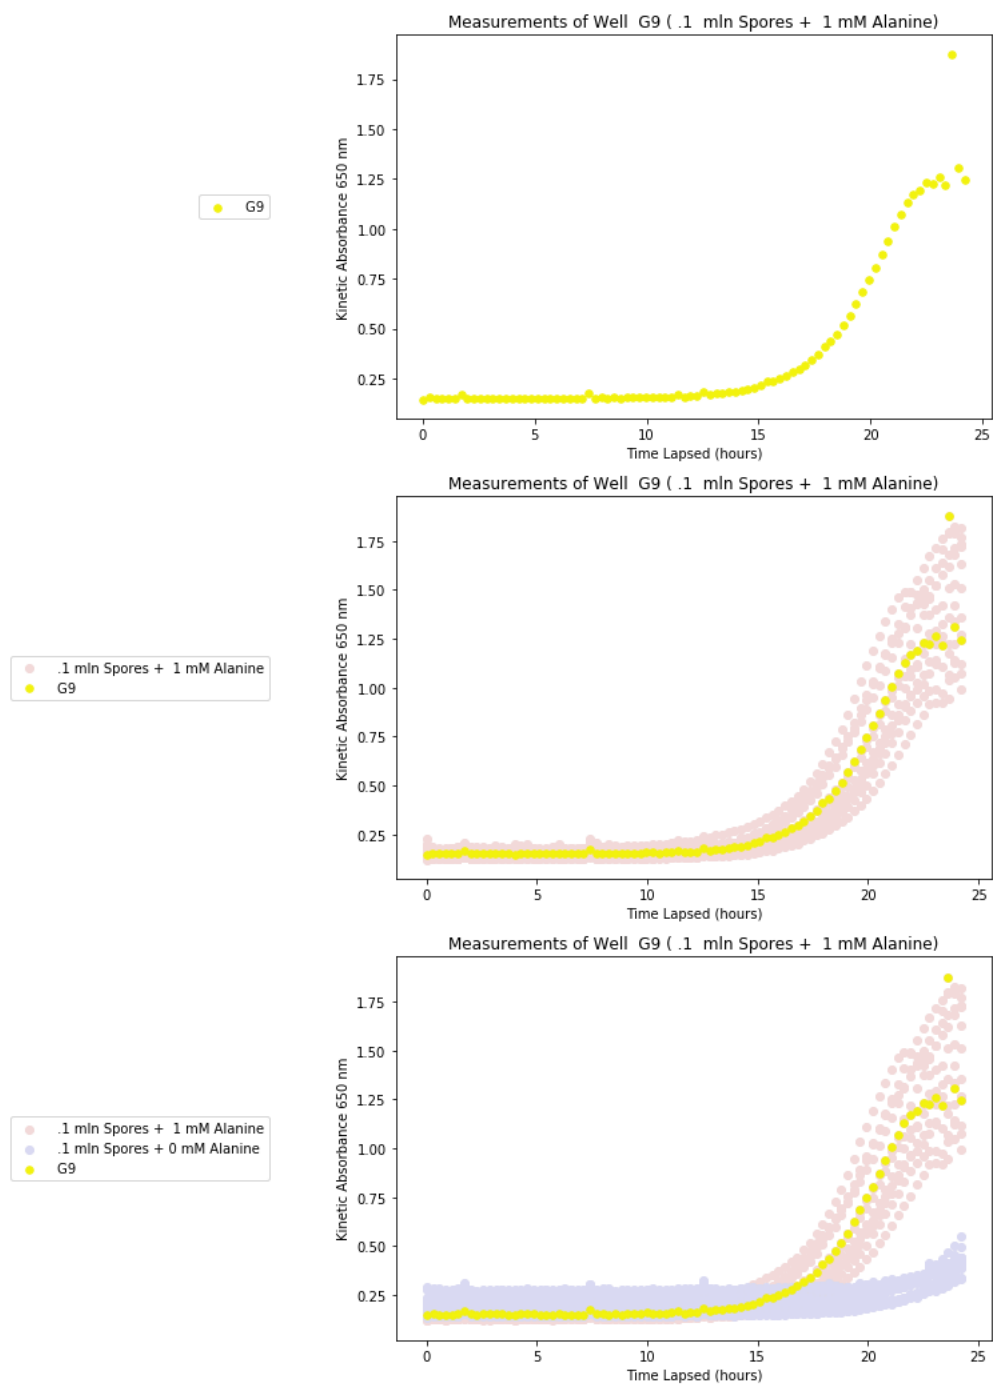 Measurements of Well  G9 ( .1  mln Spores +  1 mM Alanine)
Kinetic Absorbance 650 nm
1.75
1.50
1.25
1.00
0.75
0.50
0.25
G9
0 5 10 15 20 25
Time Lapsed (hours)
Measurements of Well  G9 ( .1  mln Spores +  1 mM Alanine)
Kinetic Absorbance 650 nm
1.75
1.50
1.25
1.00
0.75
0.50
0.25
.1 mln Spores +  1 mM Alanine
G9
0 5 10 15 20 25
Time Lapsed (hours)
Measurements of Well  G9 ( .1  mln Spores +  1 mM Alanine)
Kinetic Absorbance 650 nm
1.75
1.50
1.25
1.00
0.75
0.50
0.25
.1 mln Spores +  1 mM Alanine
.1 mln Spores + 0 mM Alanine
G9
0 5 10 15 20 25
Time Lapsed (hours)